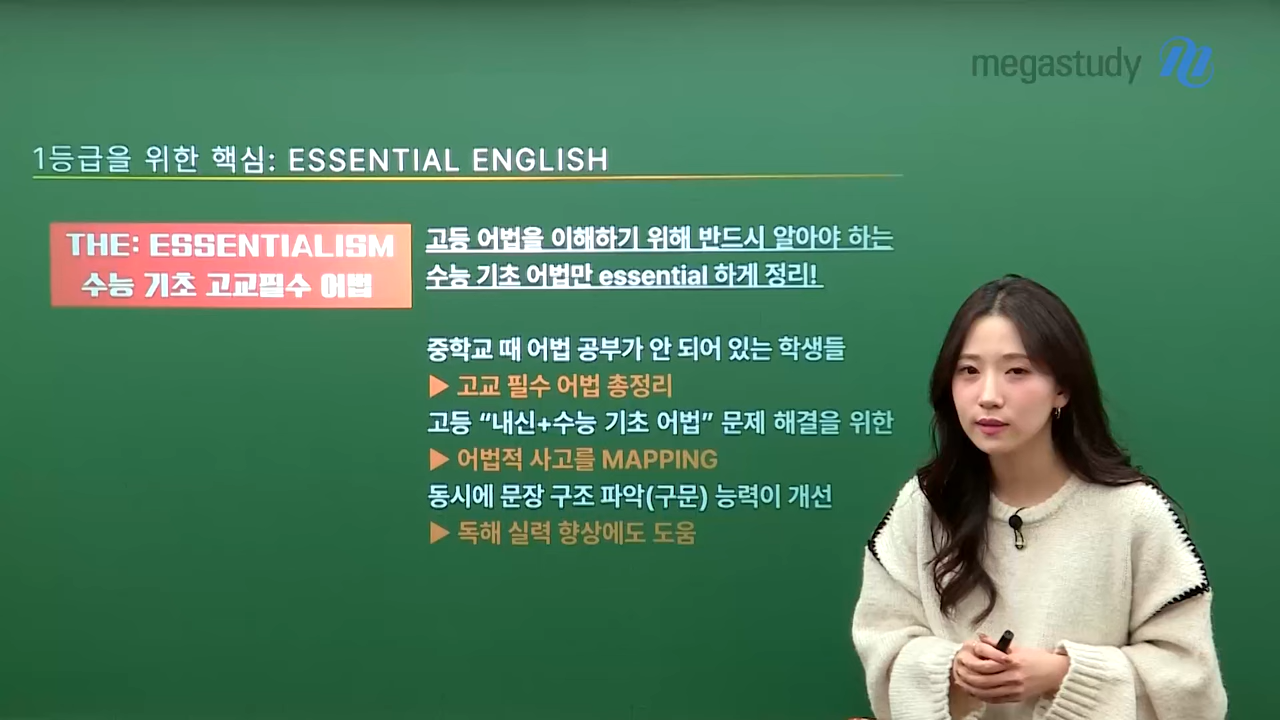 megastudy
1등급을 위한 핵심: ESSENTIAL ENGLISH
THE: ESSENTIALISM
수능 기초 고교필수 어법
고등 어법을 이해하기 위해 반드시 알아야 하는
수능 기초 어법만 essential 하게 정리!
중학교 때 어법 공부가 안 되어 있는 학생들
▶ 고교 필수 어법 총정리
고등 “내신+수능 기초 어법” 문제 해결을 위한
▶ 어법적 사고를 MAPPING
동시에 문장 구조 파악(구문) 능력이 개선
▶ 독해 실력 향상에도 도움